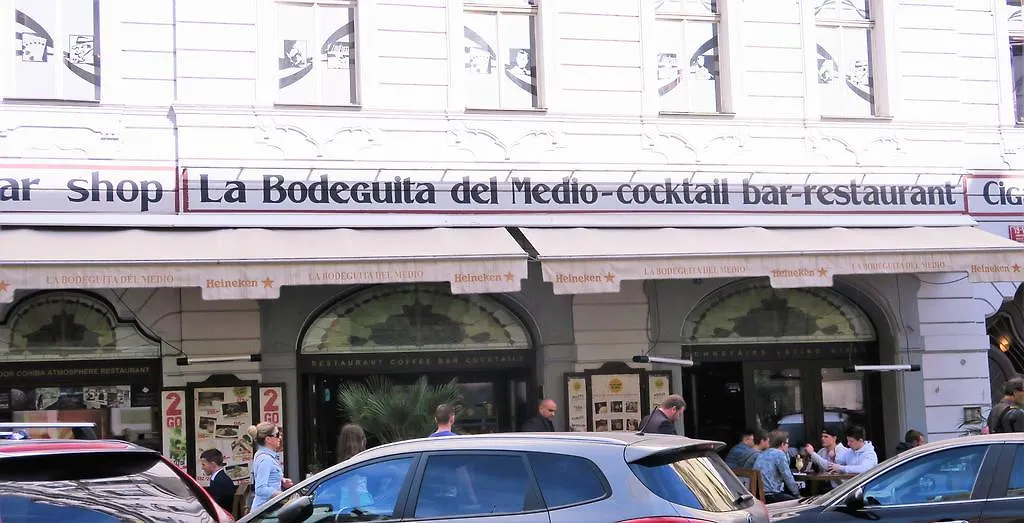 ar shop
La Bodeguita del Medio-cocktail bar-restaurant
Cig
LA BODEGUITA DEL MEDIO
Heineken
LA BODEGUITA DEL MEDIO
Heineken
Heineken
LA BODEGUITA DEL MEDIO
Heineken
LA BODEGUITA DEL MEDIO
Heineken
RESTAURANT COFFEE BAR COCKTAILS
OOR COHIBA ATMOSPHERE RESTAURANT
2
GO
2
GO